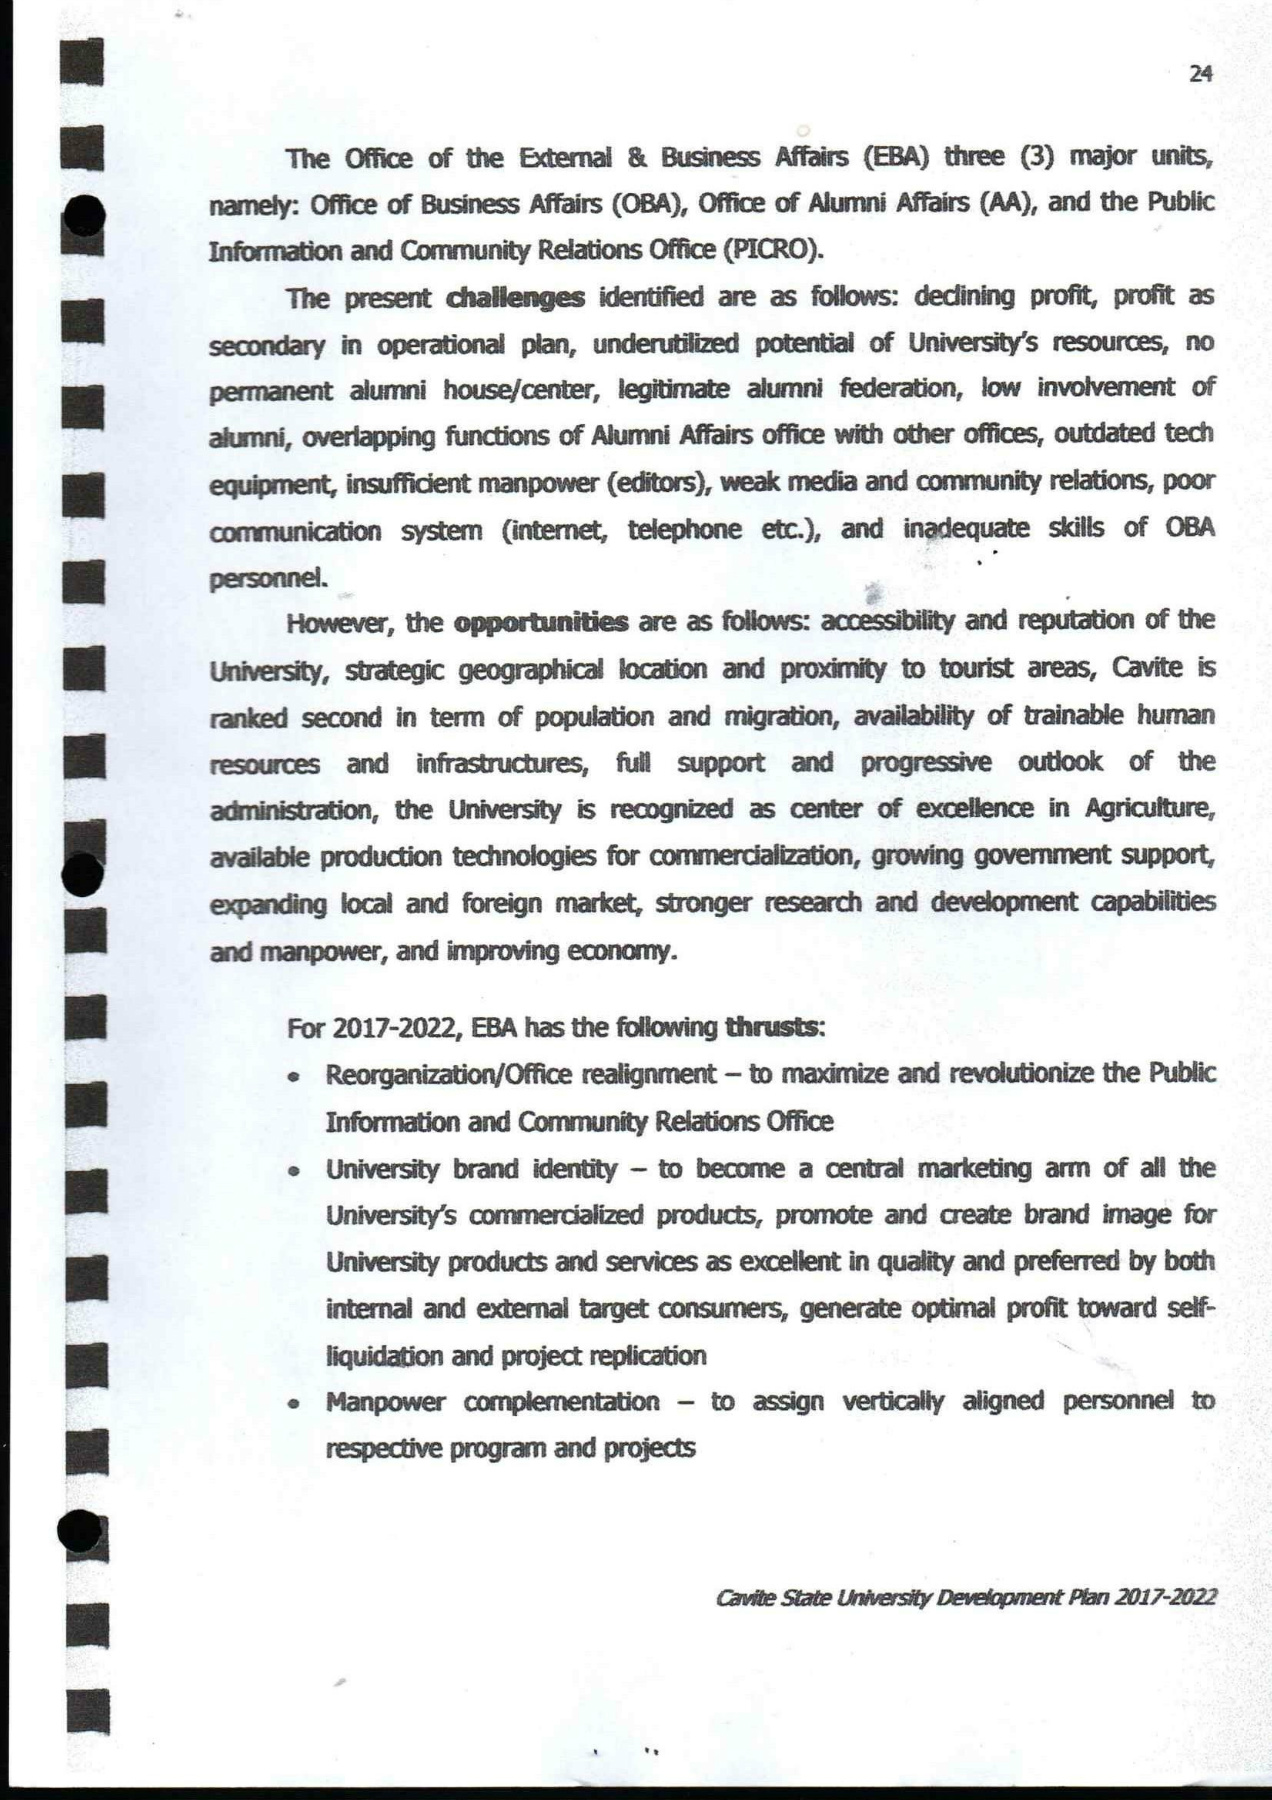 24
The Office of the External & Business Affairs (EBA) three (3) major units,
namely: Office of Business Affairs (OBA), Office of Alumni Affairs (AA), and the Public
Information and Community Relations Office (PICRO).
The present challenges identified are as follows: declining profit, profit as
secondary in operational plan, underutilized potential of University's resources, no
permanent alumni house/center, legitimate alumni federation, low involvement of
alumni, overlapping functions of Alumni Affairs office with other offices, outdated tech
equipment, insufficient manpower (editors), weak media and community relations, poor
communication system (internet, telephone etc.), and inadequate skills of OBA
personnel.
However, the opportunities are as follows: accessibility and reputation of the
University, strategic geographical location and proximity to tourist areas, Cavite is
ranked second in term of population and migration, availability of trainable human
resources and infrastructures, full support and progressive outlook of the
administration, the University is recognized as center of excellence in Agriculture,
available production technologies for commercialization, growing government support,
expanding local and foreign market, stronger research and development capabilities
and manpower, and improving economy.
For 2017-2022, EBA has the following thrusts:
• Reorganization/Office realignment – to maximize and revolutionize the Public
Information and Community Relations Office
• University brand identity – to become a central marketing arm of all the
University's commercialized products, promote and create brand image for
University products and services as excellent in quality and preferred by both
internal and external target consumers, generate optimal profit toward self-
liquidation and project replication
• Manpower complementation – to assign vertically aligned personnel to
respective program and projects
Cavite State University Development Plan 2017-2022